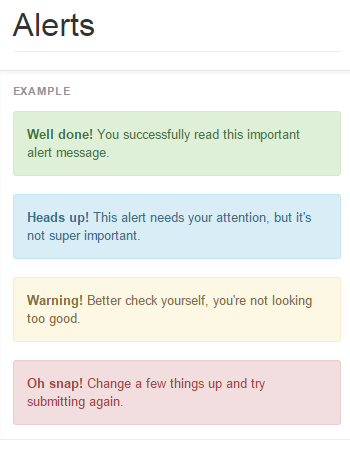 Alerts
EXAMPLE
Well done! You successfully read this important
alert message.
Heads up! This alert needs your attention, but it's
not super important.
Warning! Better check yourself, you're not looking
too good.
Oh snap! Change a few things up and try
submitting again.